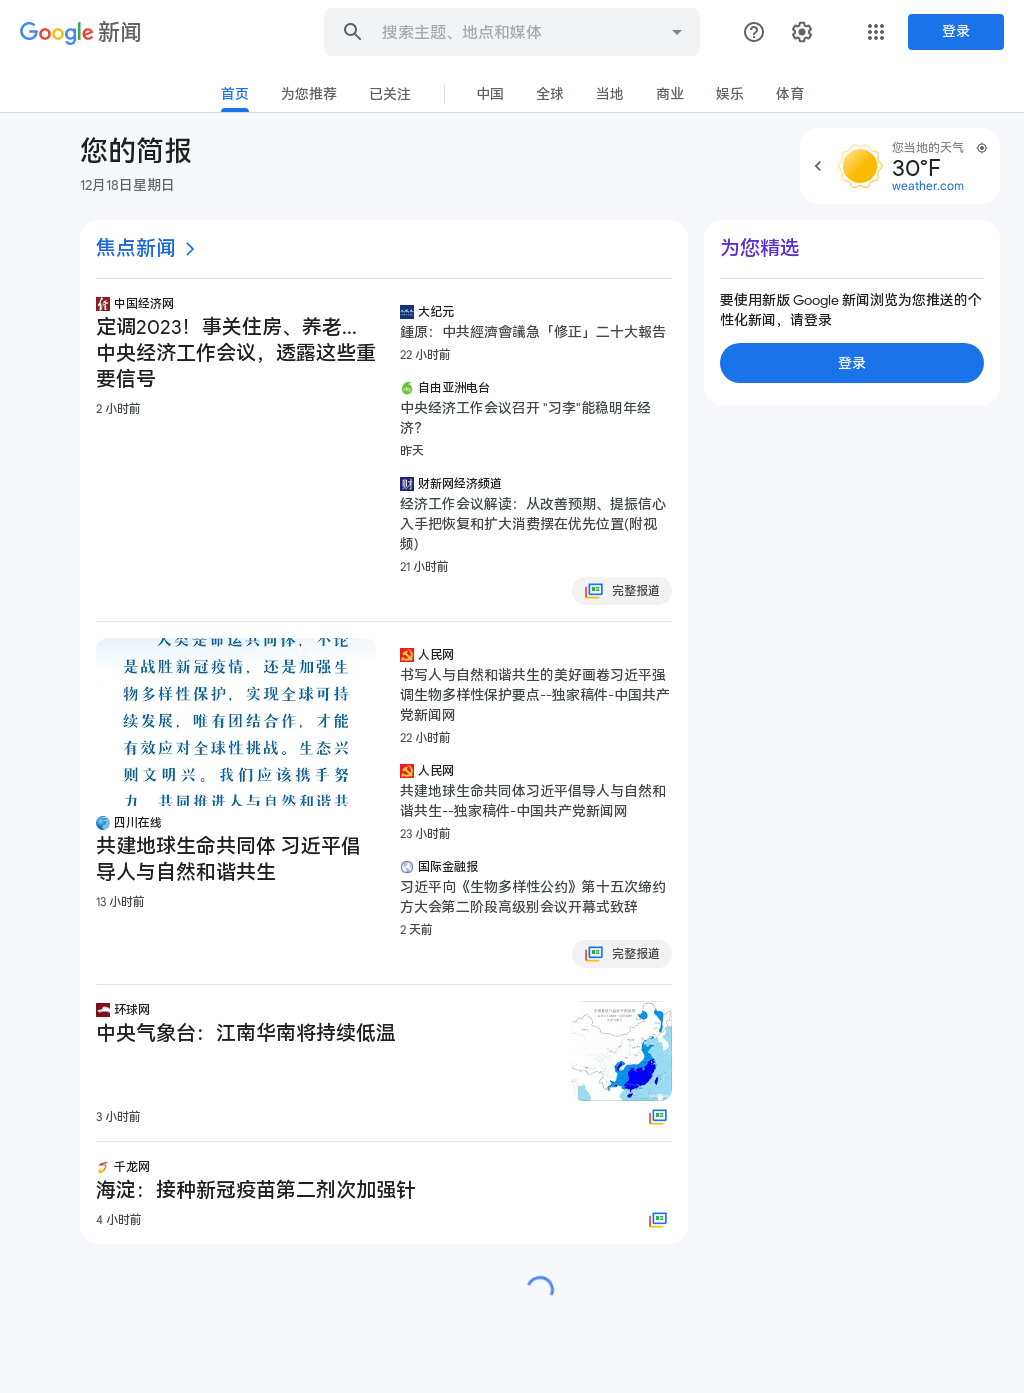 Google 新闻
搜索主题、地点和媒体
登录
首页 为您推荐 已关注 中国 全球 当地 商业 娱乐 体育
您的简报
12月18日星期日
您当地的天气
30°F
weather.com
焦点新闻
中国经济网
定调2023！事关住房、养老...
中央经济工作会议，透露这些重
要信号
2 小时前
大纪元
鍾原：中共經濟會議急「修正」二十大報告
22 小时前
自由亚洲电台
中央经济工作会议召开 "习李"能稳明年经
济？
昨天
财新网经济频道
经济工作会议解读：从改善预期、提振信心
入手把恢复和扩大消费摆在优先位置(附视
频)
21 小时前
完整报道
为您精选
要使用新版 Google 新闻浏览为您推送的个
性化新闻，请登录
登录
人类是命运共同体，不论
是战胜新冠疫情，还是加强生
物多样性保护，实现全球可持
续发展，唯有团结合作，才能
有效应对全球性挑战。生态兴
则文明兴。我们应该携手努
力，共同推进人与自然和谐共
四川在线
共建地球生命共同体 习近平倡
导人与自然和谐共生
13 小时前
人民网
书写人与自然和谐共生的美好画卷习近平强
调生物多样性保护要点--独家稿件-中国共产
党新闻网
22 小时前
人民网
共建地球生命共同体习近平倡导人与自然和
谐共生--独家稿件-中国共产党新闻网
23 小时前
国际金融报
习近平向《生物多样性公约》第十五次缔约
方大会第二阶段高级别会议开幕式致辞
2 天前
完整报道
环球网
中央气象台：江南华南将持续低温
3 小时前
千龙网
海淀：接种新冠疫苗第二剂次加强针
4 小时前